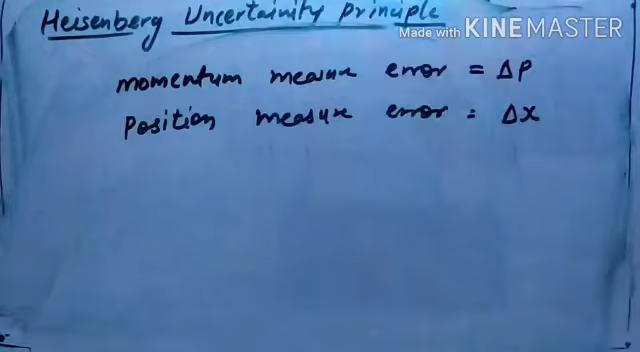 Heisenberg Uncertainity principle
Made with KINEMASTER
momentum measure error = Δp
Position measure error = Δx